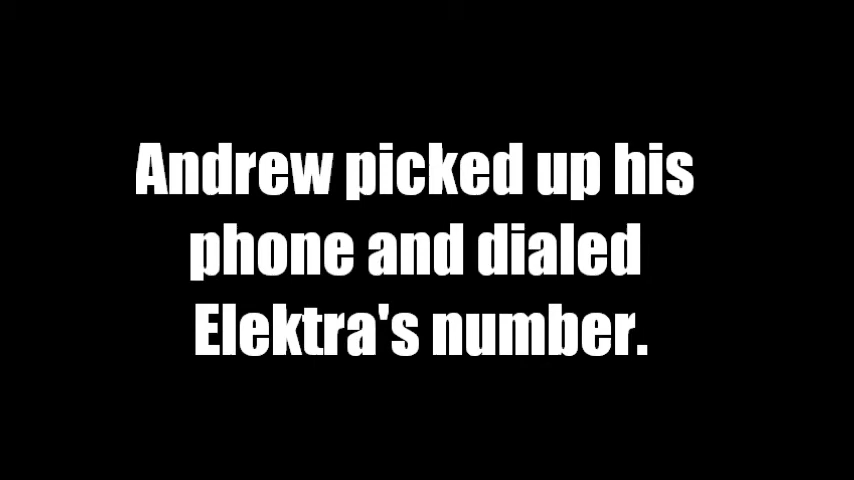 Andrew picked up his
phone and dialed
Elektra's number.